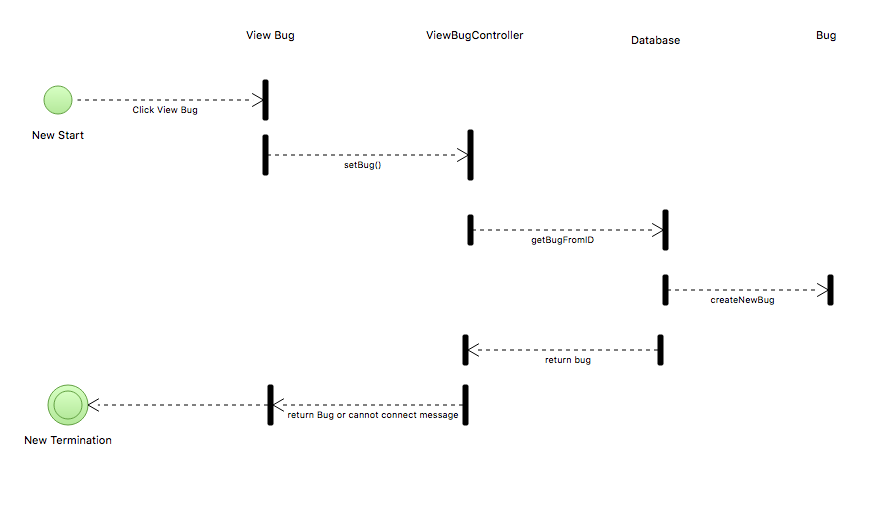 View Bug
ViewBugController
Database
Bug
Click View Bug
New Start
setBug()
getBugFromID
createNewBug
return bug
return Bug or cannot connect message
New Termination